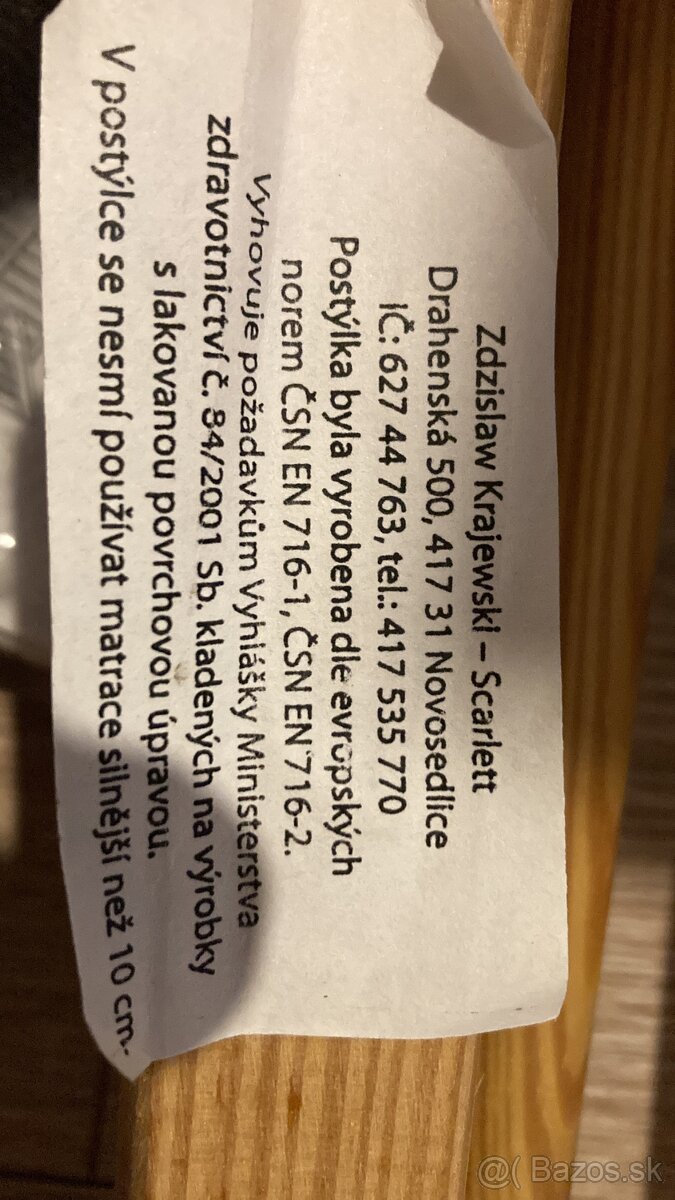 Zdzislaw Krajewski – Scarlett
Drahenská 500, 417 31 Novosedlice
IČ: 627 44 763, tel.: 417 535 770
Postýlka byla vyrobena dle evropských
norem ČSN EN 716-1, ČSN EN 716-2.
Vyhovuje požadavkům Vyhlášky Ministerstva
zdravotnictví č. 84/2001 Sb. kladených na výrobky
s lakovanou povrchovou úpravou.
V postýlce se nesmí používat matrace silnější než 10 cm.
@( Bazos.sk